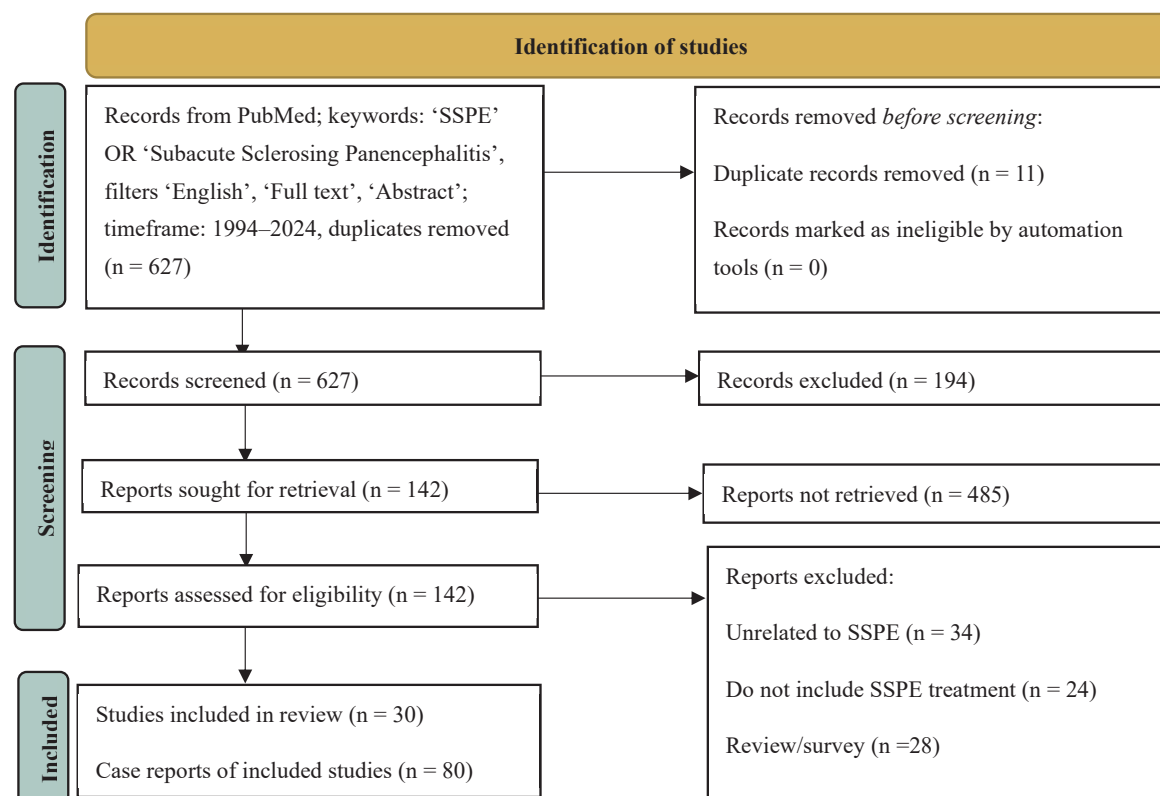 Identification of studies
Identification
Records from PubMed; keywords: ‘SSPE’
OR ‘Subacute Sclerosing Panencephalitis’,
filters ‘English’, ‘Full text’, ‘Abstract’;
timeframe: 1994–2024, duplicates removed
(n = 627)
Records removed before screening:
Duplicate records removed (n = 11)
Records marked as ineligible by automation
tools (n = 0)
Screening
Records screened (n = 627)
Records excluded (n = 194)
Reports sought for retrieval (n = 142)
Reports not retrieved (n = 485)
Reports assessed for eligibility (n = 142)
Reports excluded:
Unrelated to SSPE (n = 34)
Do not include SSPE treatment (n = 24)
Review/survey (n =28)
Included
Studies included in review (n = 30)
Case reports of included studies (n = 80)